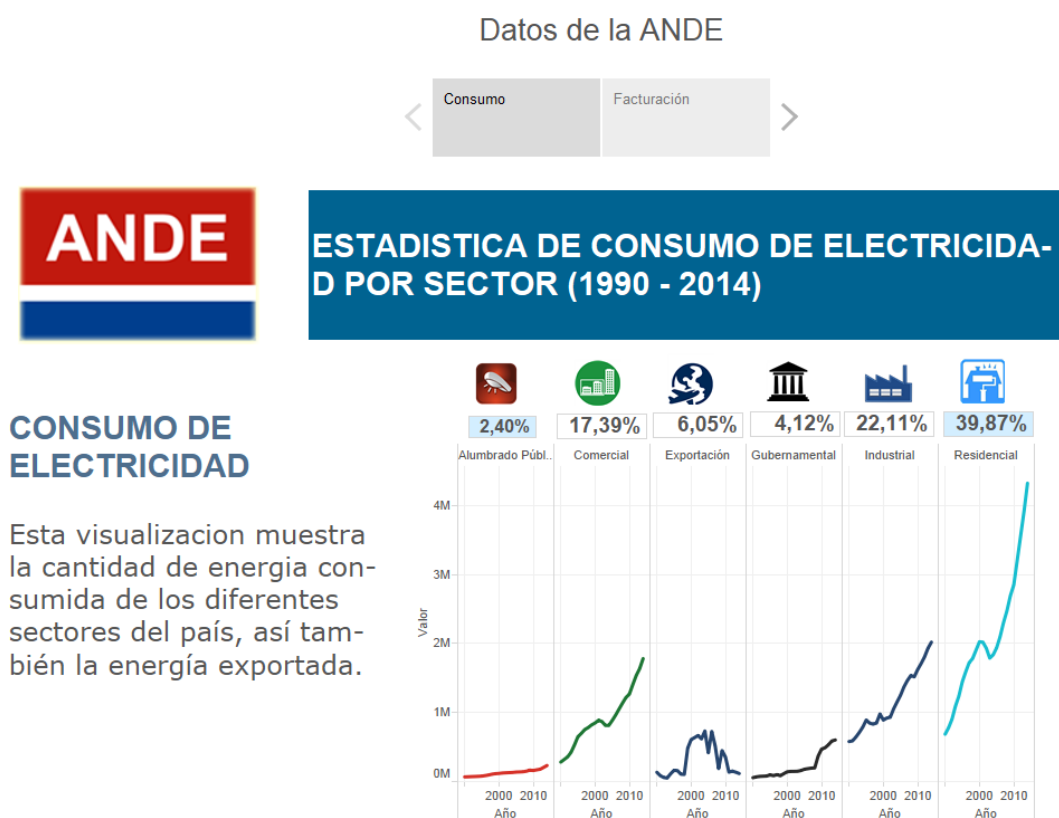 Datos de la ANDE
Consumo
Facturación
ANDE
ESTADISTICA DE CONSUMO DE ELECTRICIDA-
D POR SECTOR (1990 - 2014)
CONSUMO DE
ELECTRICIDAD
Esta visualizacion muestra
la cantidad de energia con-
sumida de los diferentes
sectores del país, así tam-
bién la energía exportada.
2,40% 17,39% 6,05% 4,12% 22,11% 39,87%
Alumbrado Públ.. Comercial Exportación Gubernamental Industrial Residencial
4M
3M
2M
1M
0M
Valor
2000 2010 2000 2010 2000 2010 2000 2010 2000 2010 2000 2010
Año Año Año Año Año Año